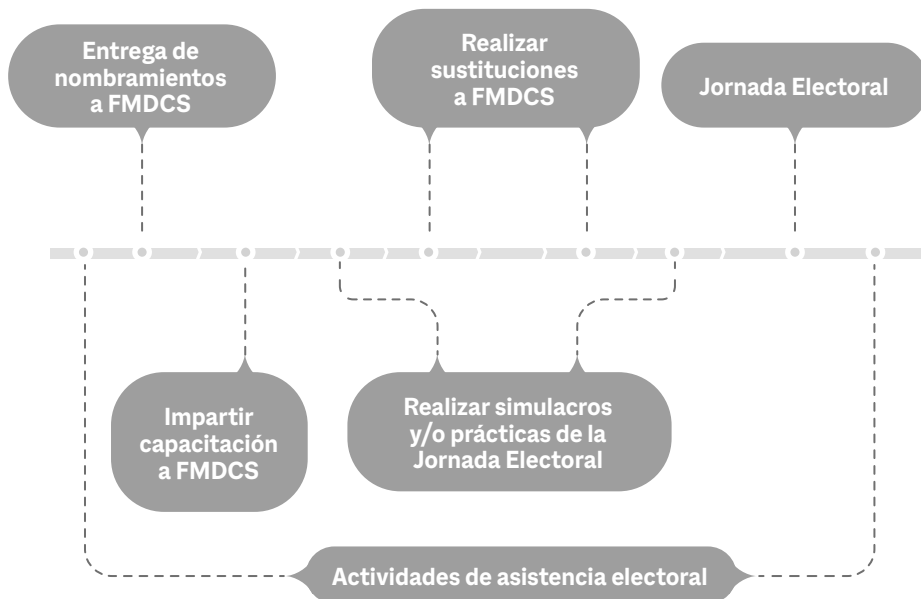 Entrega de
nombramientos
a FMDCS
Realizar
sustituciones
a FMDCS
Jornada Electoral
Impartir
capacitación
a FMDCS
Realizar simulacros
y/o prácticas de la
Jornada Electoral
Actividades de asistencia electoral